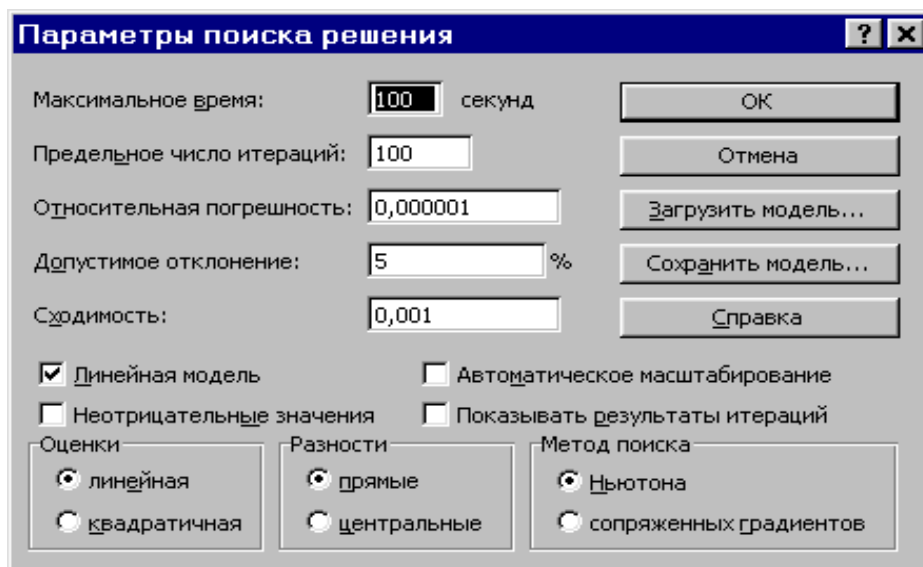 Параметры поиска решения
Максимальное время: 100 секунд OK
Предельное число итераций: 100 Отмена
Относительная погрешность: 0,000001 Загрузить модель...
Допустимое отклонение: 5 % Сохранить модель...
Сходимость: 0,001 Справка
Линейная модель Автоматическое масштабирование
Неотрицательные значения Показывать результаты итераций
Оценки Разности Метод поиска
линейная прямые Ньютона
квадратичная центральные сопряженных градиентов